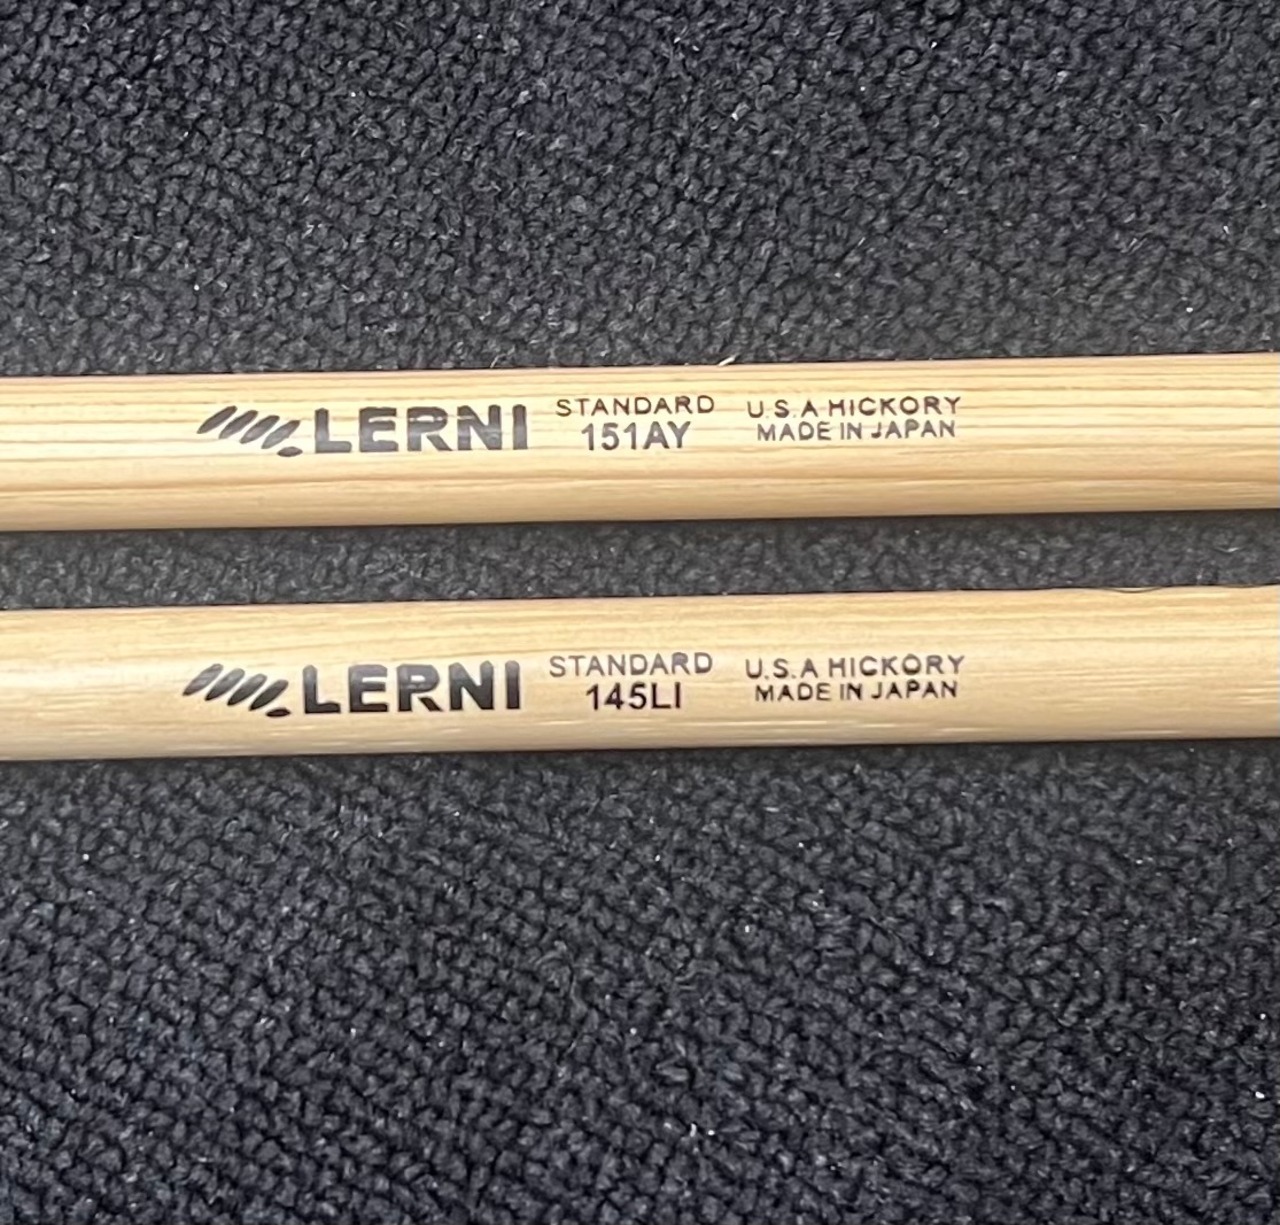 LERNI STANDARD U.S.A HICKORY
151AY MADE IN JAPAN
LERNI STANDARD U.S.A HICKORY
145LI MADE IN JAPAN